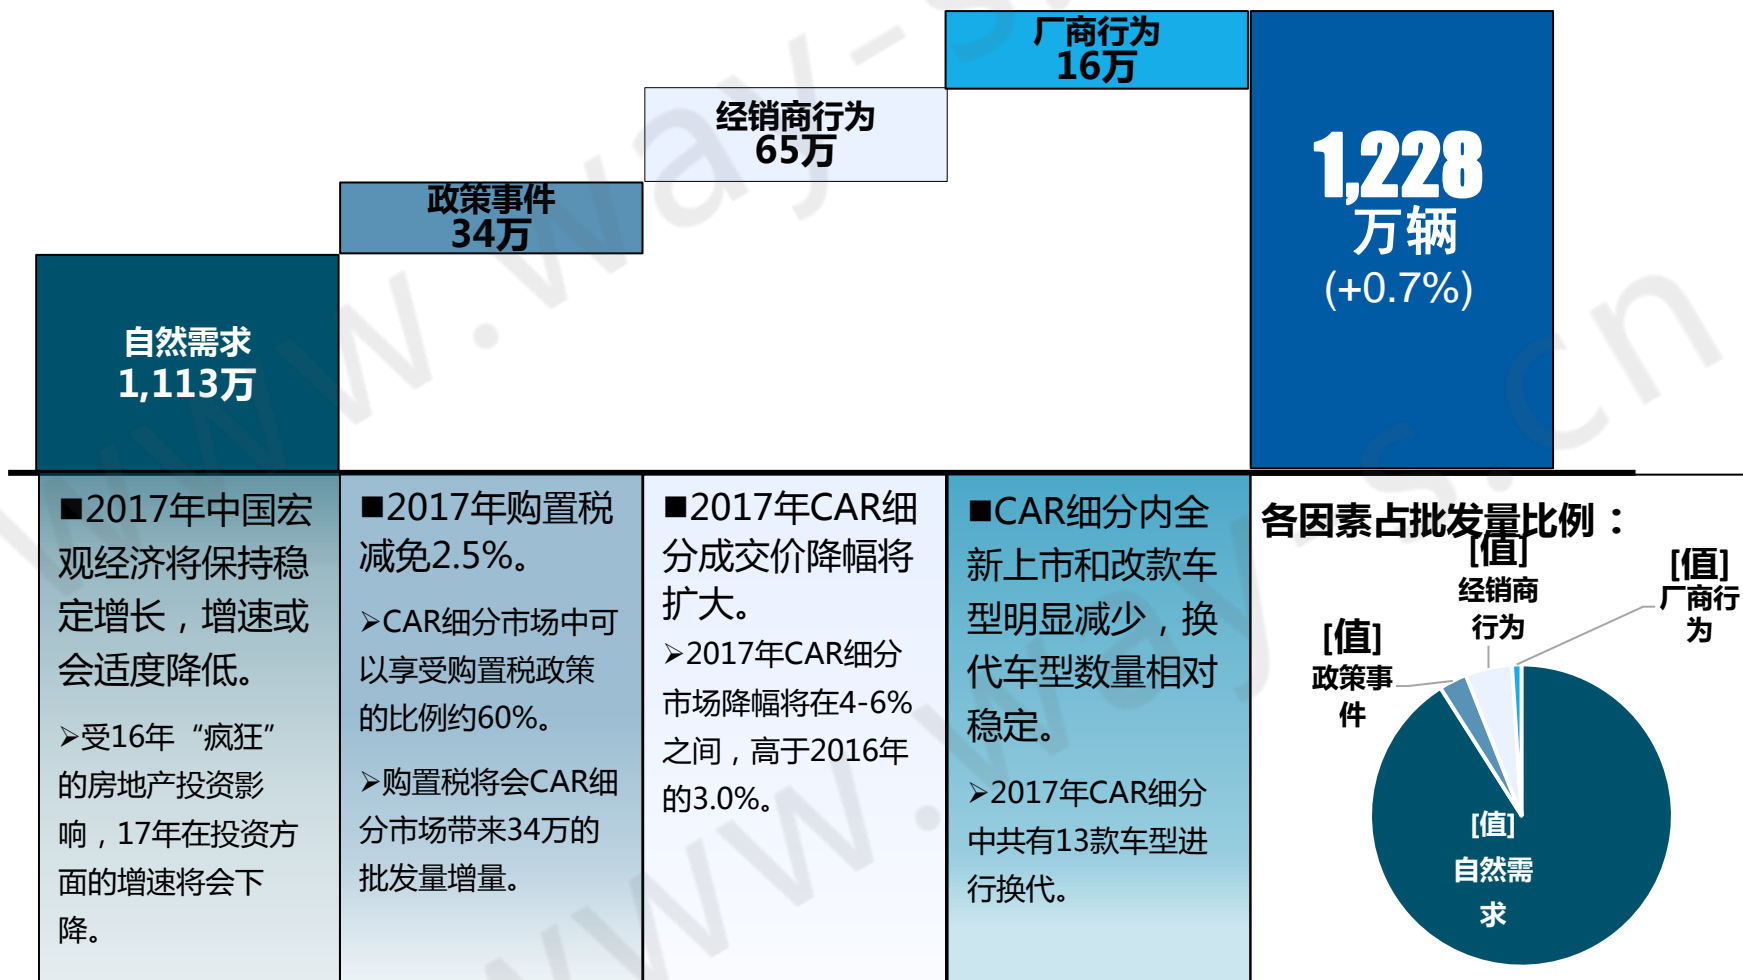 厂商行为
16万
经销商行为
65万
政策事件
34万
自然需求
1,113万
1,228
万辆
(+0.7%)
■2017年中国宏
观经济将保持稳
定增长，增速或
会适度降低。
➢受16年“疯狂”
的房地产投资影
响，17年在投资方
面的增速将会下
降。
■2017年购置税
减免2.5%。
➢CAR细分市场中可
以享受购置税政策
的比例约60%。
➢购置税将会CAR细
分市场带来34万的
批发量增量。
■2017年CAR细
分成交价降幅将
扩大。
➢2017年CAR细分
市场降幅将在4-6%
之间，高于2016年
的3.0%。
■CAR细分内全
新上市和改款车
型明显减少，换
代车型数量相对
稳定。
➢2017年CAR细分
中共有13款车型进
行换代。
各因素占批发量比例：
[值]
经销商
行为
[值]
厂商行
为
[值]
政策事
件
[值]
自然需
求
www.way-s.cn
www.way-s.cn